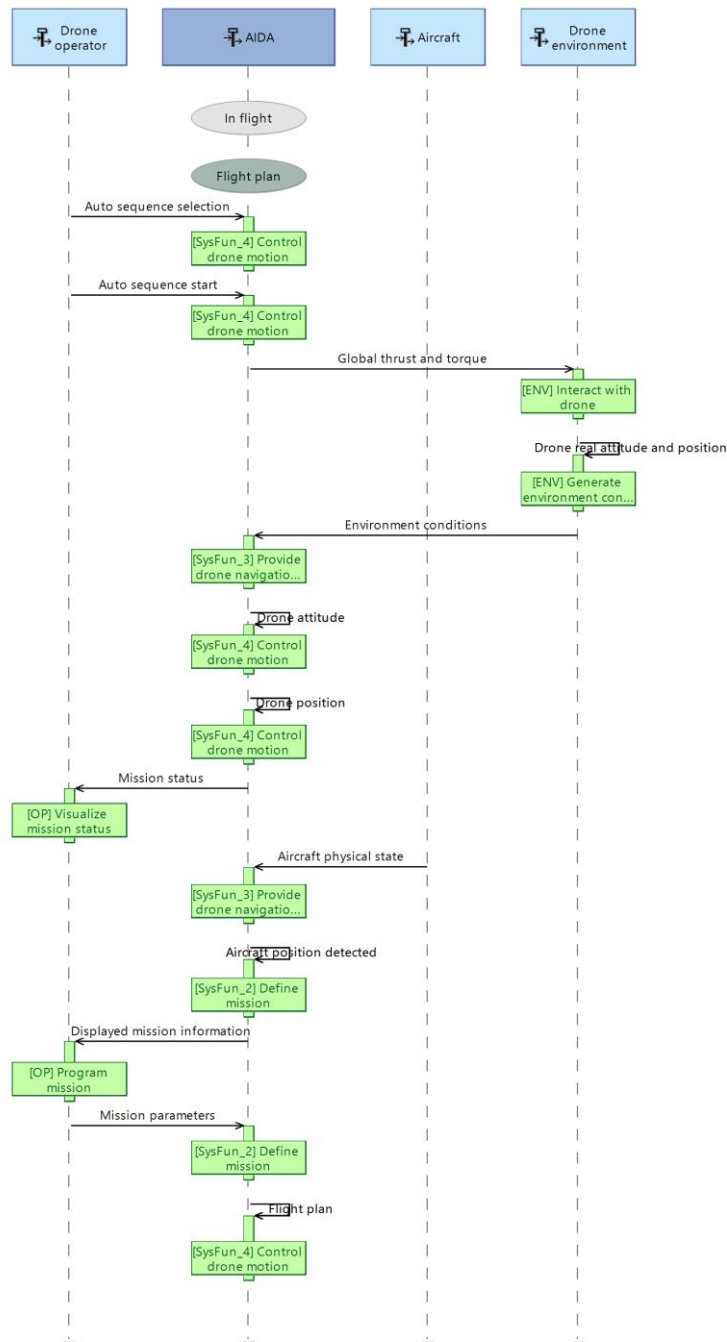 Drone
operator
AIDA
Aircraft
Drone
environment
In flight
Flight plan
Auto sequence selection
[SysFun_4] Control
drone motion
Auto sequence start
[SysFun_4] Control
drone motion
Global thrust and torque
[ENV] Interact with
drone
Drone real attitude and position
[ENV] Generate
environment con...
Environment conditions
[SysFun_3] Provide
drone navigatio...
Drone attitude
[SysFun_4] Control
drone motion
Drone position
[SysFun_4] Control
drone motion
Mission status
[OP] Visualize
mission status
Aircraft physical state
[SysFun_3] Provide
drone navigatio...
Aircraft position detected
[SysFun_2] Define
mission
Displayed mission information
[OP] Program
mission
Mission parameters
[SysFun_2] Define
mission
Flight plan
[SysFun_4] Control
drone motion